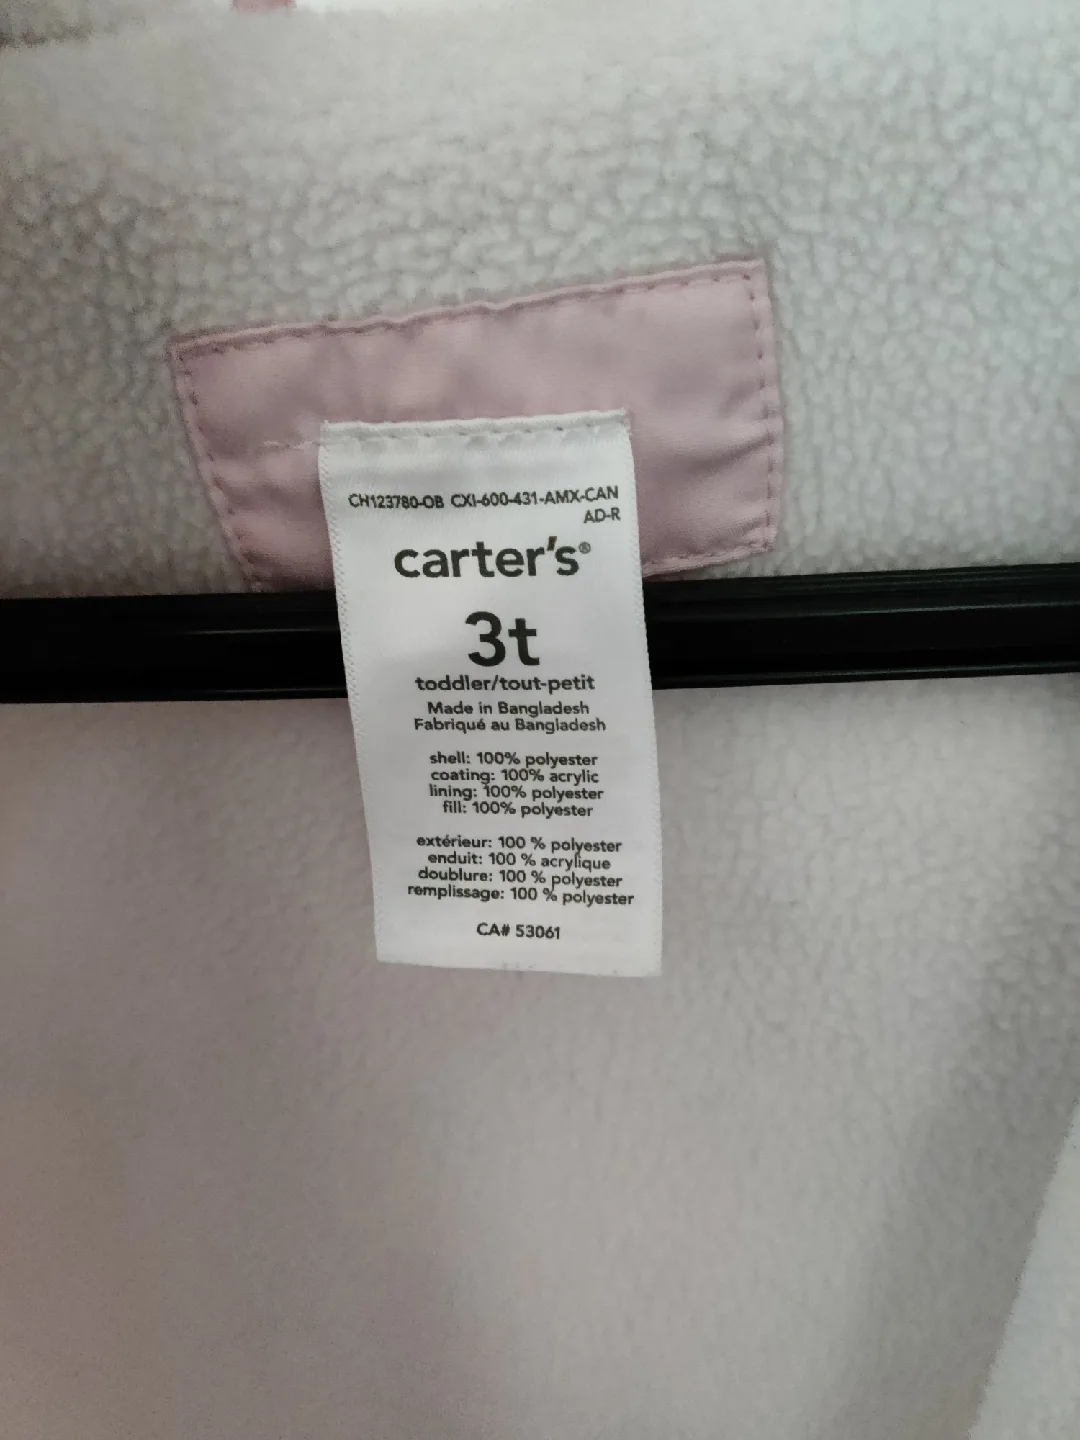 CH123780-OB CXI-600-431-AMX-CAN
AD-R
carter's®
3t
toddler/tout-petit
Made in Bangladesh
Fabriqué au Bangladesh
shell: 100% polyester
coating: 100% acrylic
lining: 100% polyester
fill: 100% polyester
extérieur: 100 % polyester
enduit: 100 % acrylique
doublure: 100 % polyester
remplissage: 100 % polyester
CA# 53061